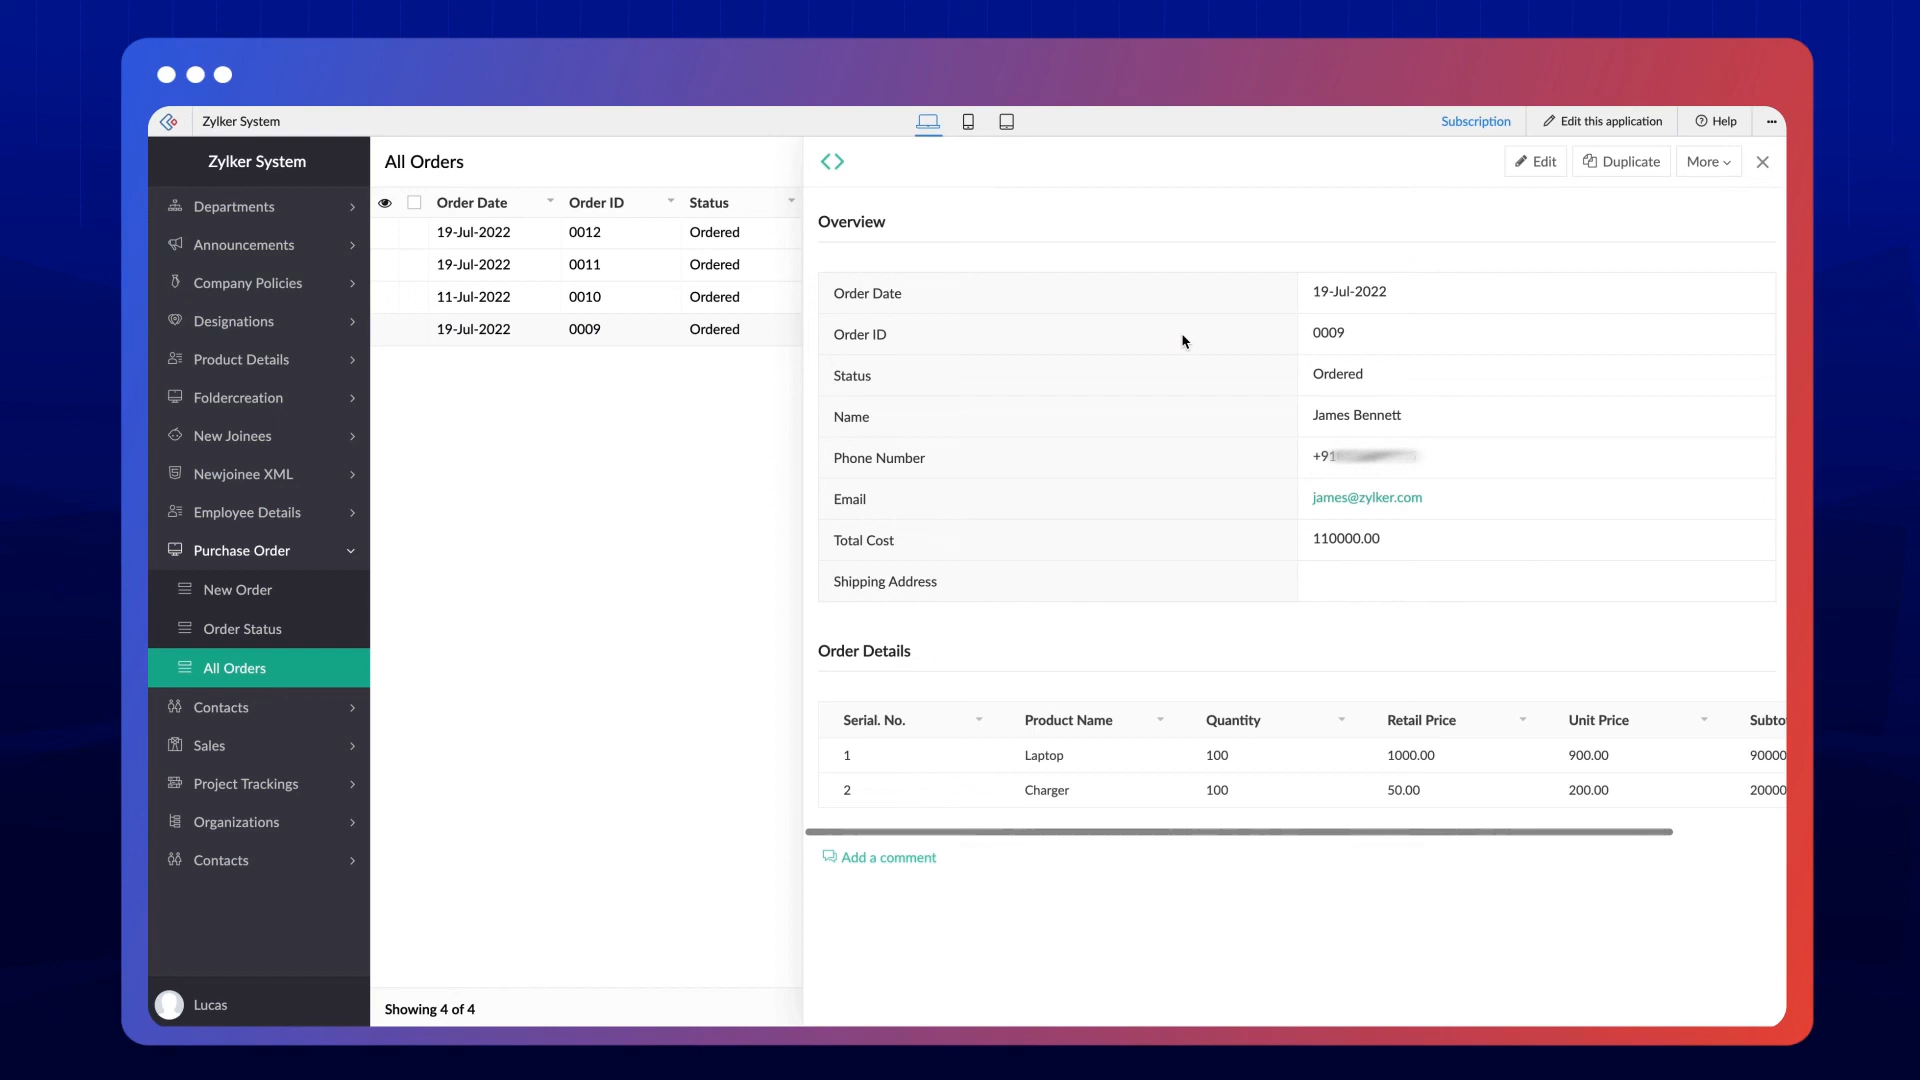 Zylker System
Subscription
Edit this application
Help
Zylker System
Departments
Announcements
Company Policies
Designations
Product Details
Foldercreation
New Joinees
Newjoinee XML
Employee Details
Purchase Order
New Order
Order Status
All Orders
Contacts
Sales
Project Trackings
Organizations
Contacts
Lucas
All Orders
Order Date Order ID Status
19-Jul-2022 0012 Ordered
19-Jul-2022 0011 Ordered
11-Jul-2022 0010 Ordered
19-Jul-2022 0009 Ordered
Showing 4 of 4
Edit Duplicate More
Overview
Order Date 19-Jul-2022
Order ID 0009
Status Ordered
Name James Bennett
Phone Number +91
Email james@zylker.com
Total Cost 110000.00
Shipping Address
Order Details
Serial. No. Product Name Quantity Retail Price Unit Price Subto
1 Laptop 100 1000.00 900.00 90000
2 Charger 100 50.00 200.00 20000
Add a comment